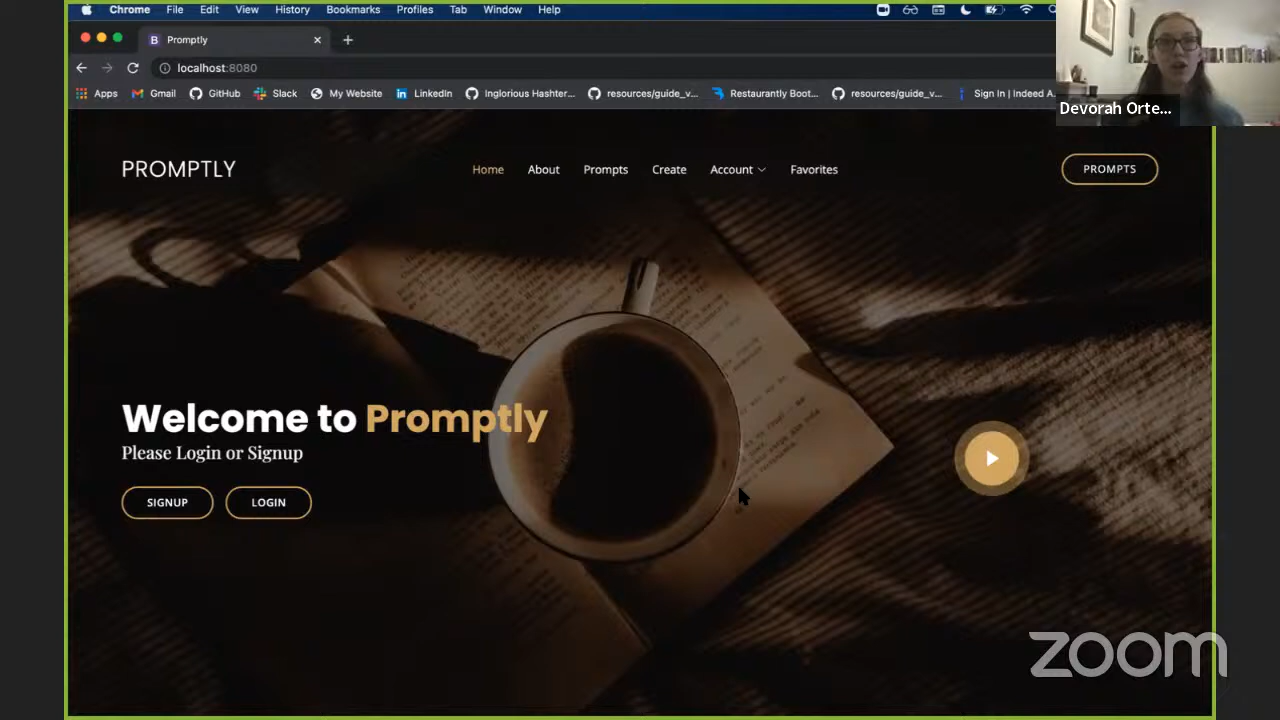 Chrome File Edit View History Bookmarks Profiles Tab Window Help
Promptly
localhost:8080
Apps Gmail GitHub Slack My Website LinkedIn Inglorious Hashter... resources/guide_v... Restaurantly Boot... resources/guide_v... Sign In | Indeed A
Devorah Orte...
PROMPTLY Home About Prompts Create Account Favorites PROMPTS
Welcome to Promptly
Please Login or Signup
SIGNUP LOGIN
zoom